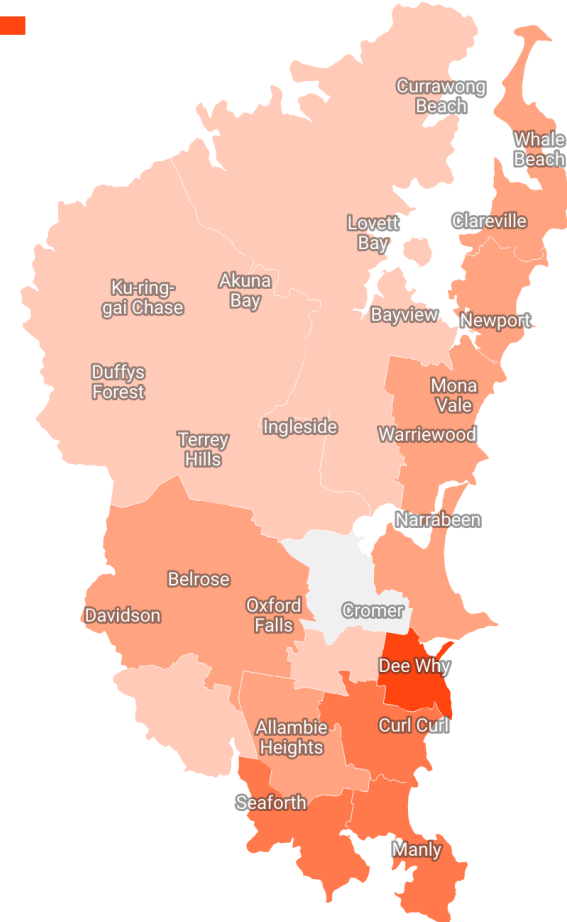 Currawong
Beach
Whale
Beach
Lovett
Bay
Clareville
Ku-ring-
gai Chase
Akuna
Bay
Bayview
Newport
Duffys
Forest
Mona
Vale
Terrey
Hills
Ingleside
Warriewood
Narrabeen
Belrose
Davidson
Oxford
Falls
Cromer
Dee Why
Allambie
Heights
Curl Curl
Seaforth
Manly